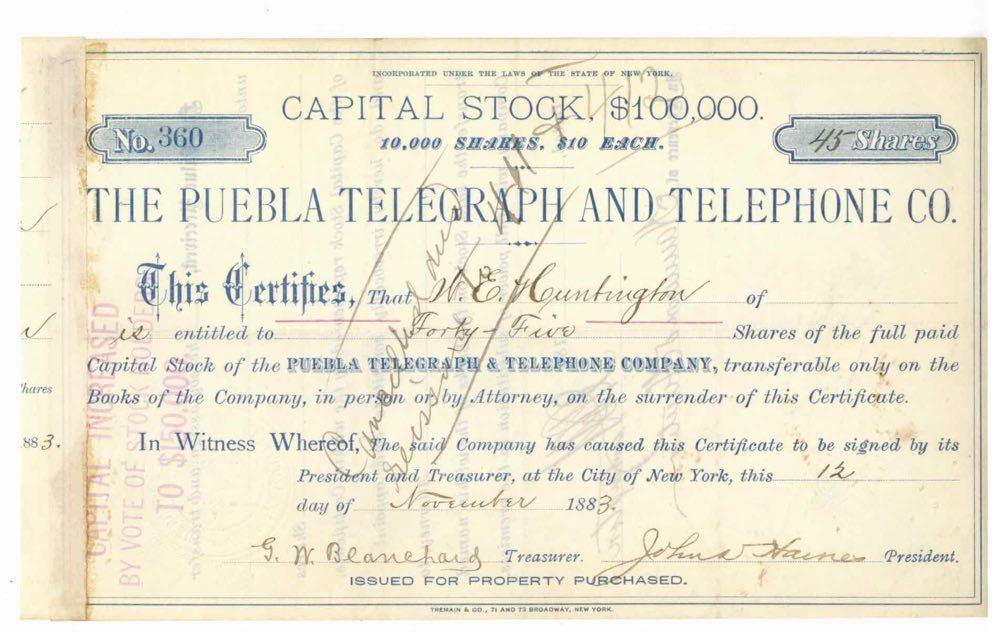 INCORPORATED UNDER THE LAWS OF THE STATE OF NEW YORK.
CAPITAL STOCK, $100,000.
No. 360
10,000 SHARES, $10 EACH.
45 Shares
THE PUEBLA TELEGRAPH AND TELEPHONE CO.
This Certifies, That W. E. Huntington of
is entitled to Forty-Five Shares of the full paid
Capital Stock of the PUEBLA TELEGRAPH & TELEPHONE COMPANY, transferable only on the
Books of the Company, in person or by Attorney, on the surrender of this Certificate.
hares
883.
In Witness Whereof, The said Company has caused this Certificate to be signed by its
President and Treasurer, at the City of New York, this 12
day of November 1883.
G. W. Blanchard Treasurer. John Haines President.
ISSUED FOR PROPERTY PURCHASED.
TREMAIN & CO., 71 AND 73 BROADWAY, NEW YORK.
CAPITAL INCREASED
BY VOTE OF STOCK
TO
Cancelled